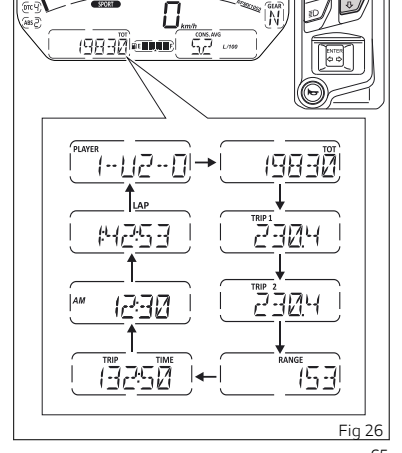 DTC 4
SPORT
GEAR
ABS 2
0
km/h
N
TOT
CONS. AVG
19830
5.2 L/100
ENTER
PLAYER
1-U2-0
TOT
19830
LAP
1:42:53
TRIP 1
230.4
AM
12:30
TRIP 2
230.4
TRIP TIME
132:50
RANGE
153
Fig 26